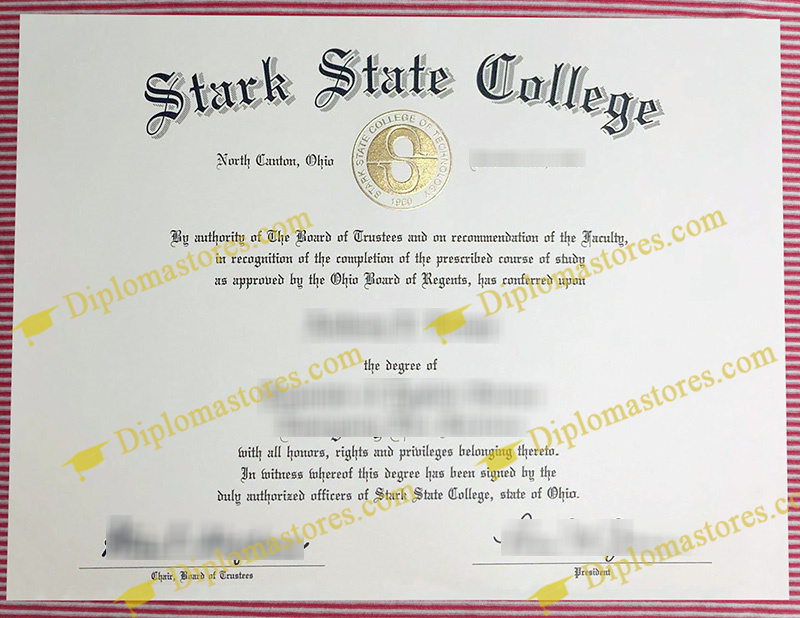 Stark State College
North Canton, Ohio
STARK STATE COLLEGE OF TECHNOLOGY
1960
By authority of The Board of Trustees and on recommendation of the Faculty,
in recognition of the completion of the prescribed course of study
as approved by the Ohio Board of Regents, has conferred upon
the degree of
with all honors, rights and privileges belonging thereto.
In witness whereof this degree has been signed by the
duly authorized officers of Stark State College, state of Ohio.
Chair, Board of Trustees
President
Diplomastores.com
Diplomastores.com
Diplomastores.com
Diplomastores.com
Diplomastores.com
Diplomastores.com